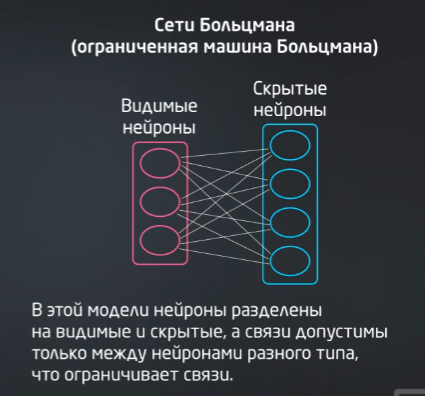 Сети Больцмана
(ограниченная машина Больцмана)
Видимые
нейроны
Скрытые
нейроны
В этой модели нейроны разделены
на видимые и скрытые, а связи допустимы
только между нейронами разного типа,
что ограничивает связи.